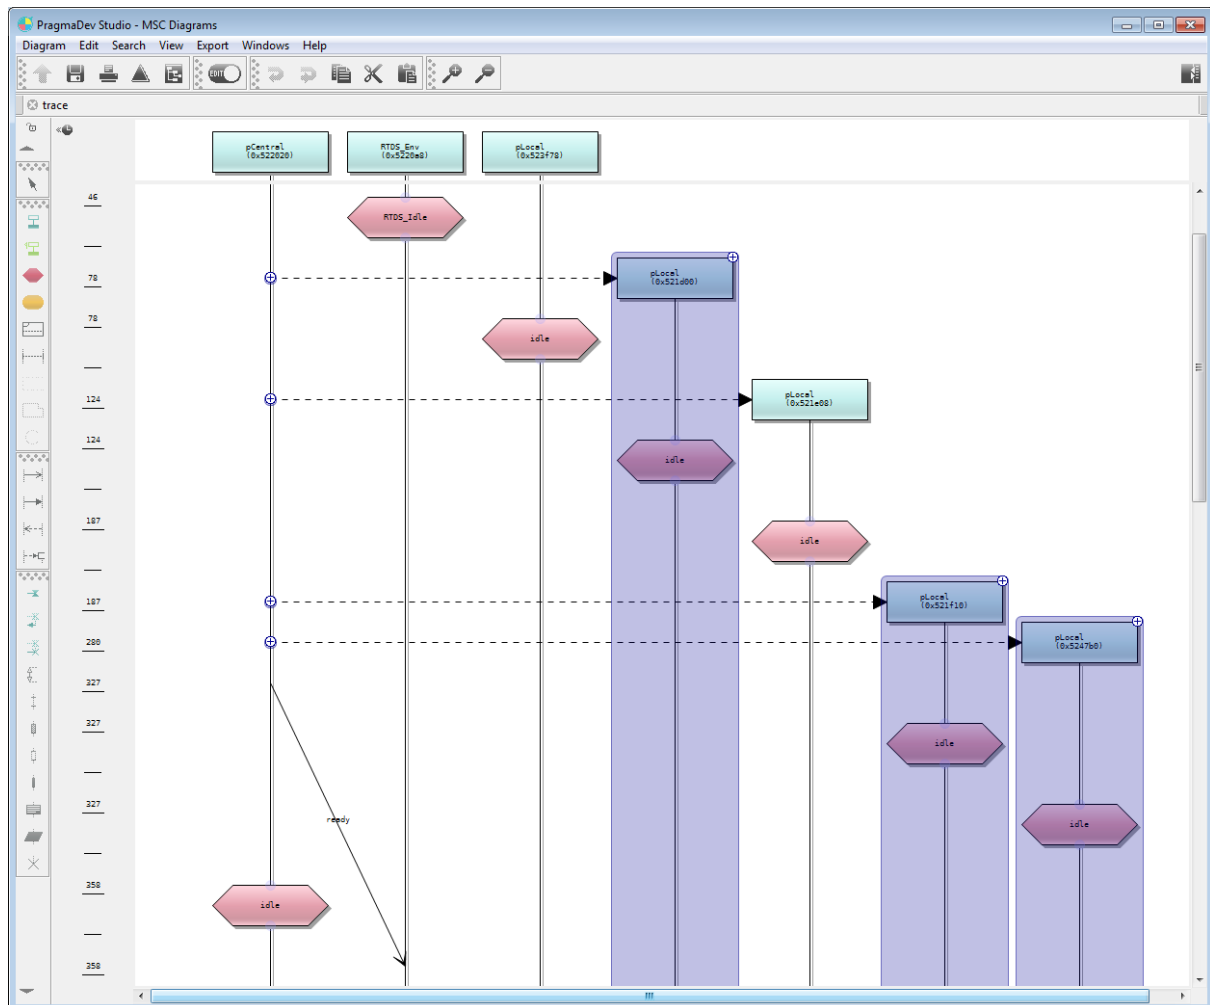 PragmaDev Studio - MSC Diagrams
Diagram Edit Search View Export Windows Help
EDIT
trace
pCentral
(0x522020)
RTDS_Env
(0x5220a8)
pLocal
(0x523f78)
46
RTDS_Idle
78
pLocal
(0x521d00)
78
idle
124
pLocal
(0x521e08)
124
idle
187
idle
187
pLocal
(0x521f10)
280
pLocal
(0x5247b0)
327
327
idle
327
ready
idle
358
idle
358